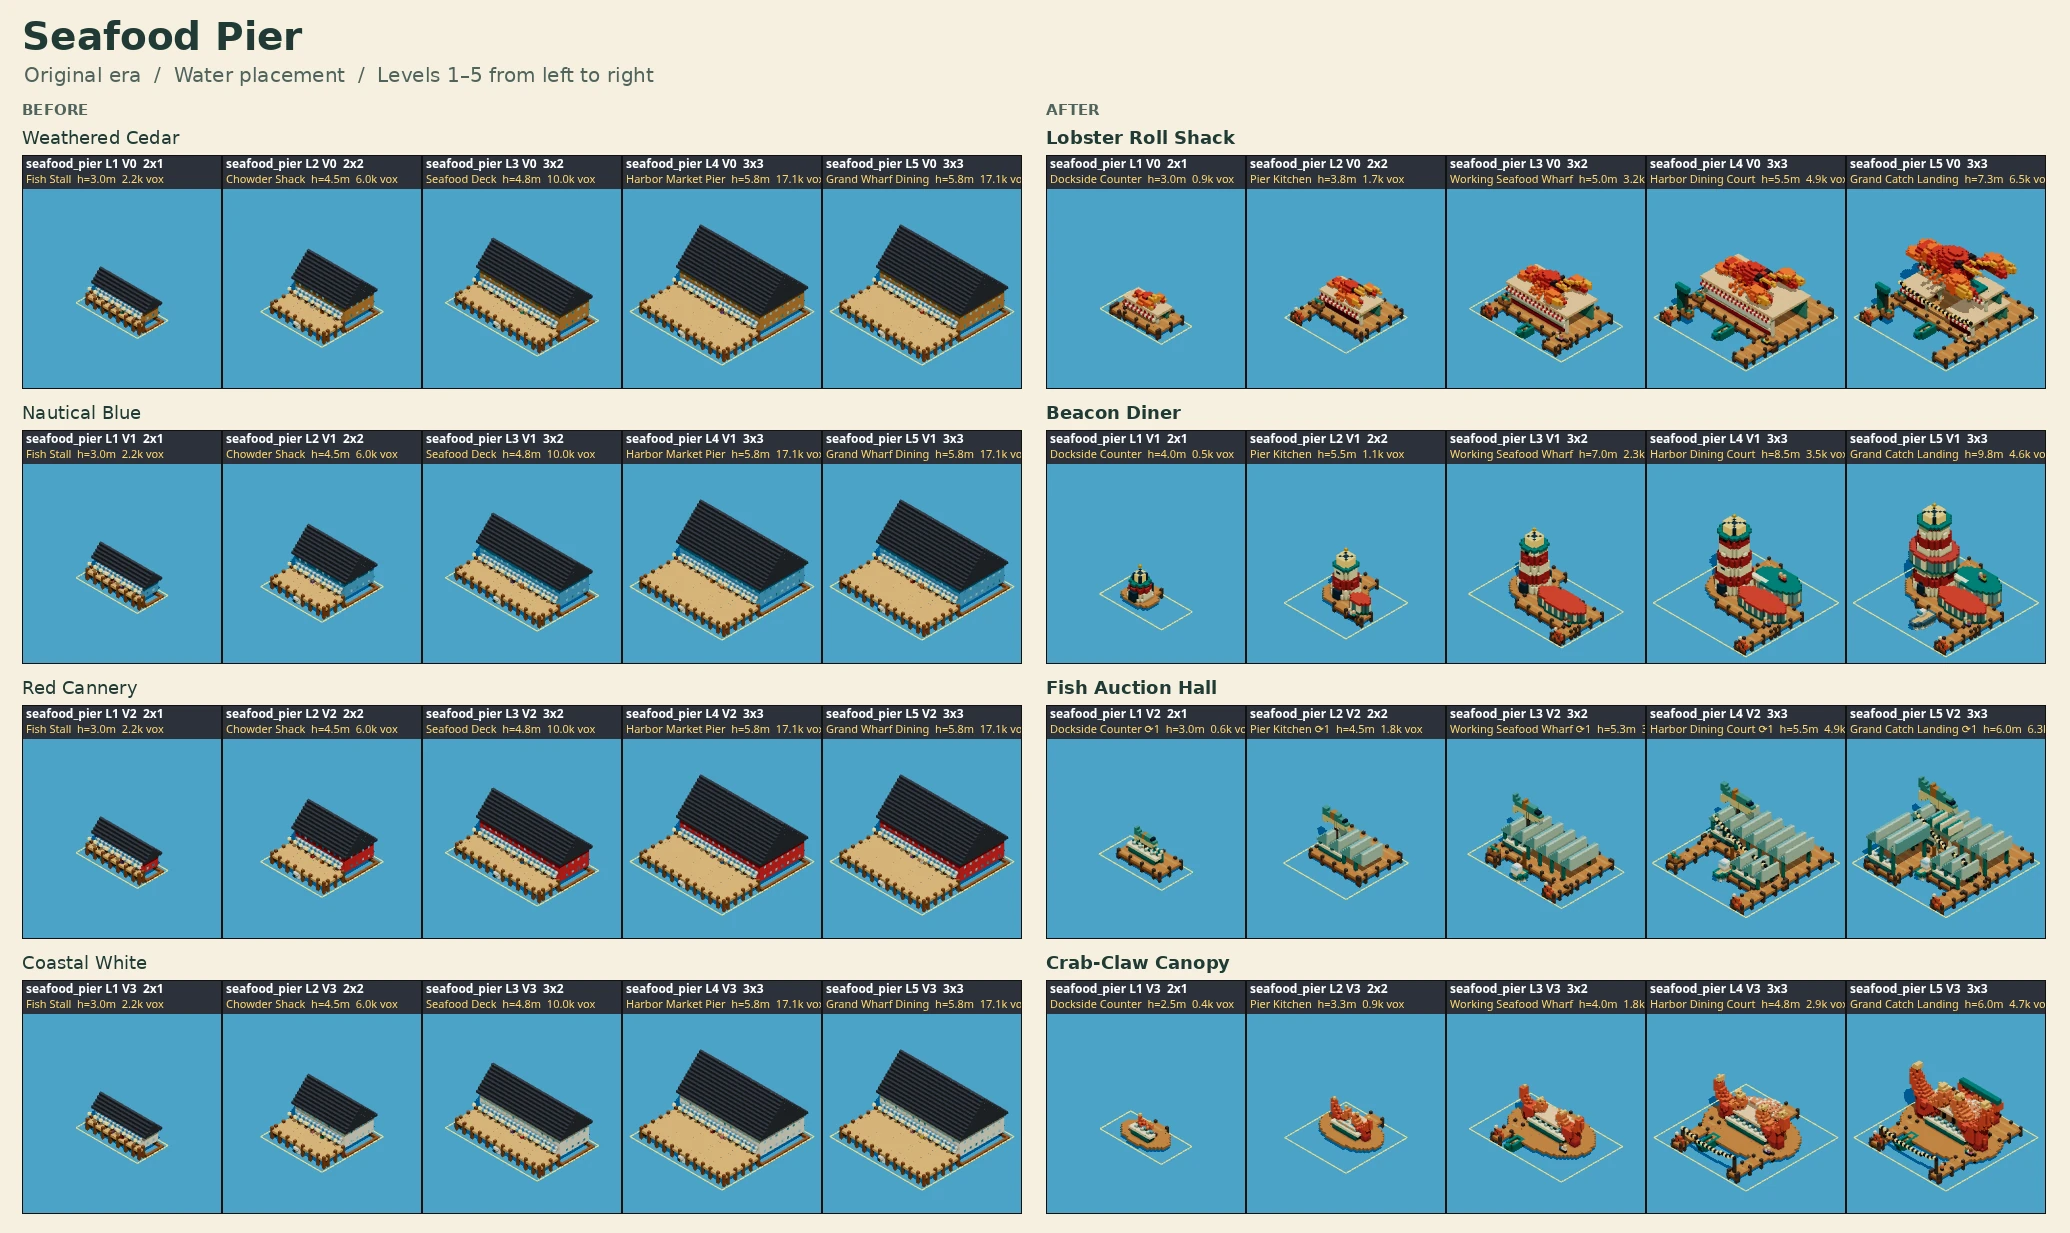 Seafood Pier
Original era / Water placement / Levels 1–5 from left to right
BEFORE
Weathered Cedar
seafood_pier L1 V0 2x1
Fish Stall h=3.0m 2.2k vox
seafood_pier L2 V0 2x2
Chowder Shack h=4.5m 6.0k vox
seafood_pier L3 V0 3x2
Seafood Deck h=4.8m 10.0k vox
seafood_pier L4 V0 3x3
Harbor Market Pier h=5.8m 17.1k vox
seafood_pier L5 V0 3x3
Grand Wharf Dining h=5.8m 17.1k vo
Nautical Blue
seafood_pier L1 V1 2x1
Fish Stall h=3.0m 2.2k vox
seafood_pier L2 V1 2x2
Chowder Shack h=4.5m 6.0k vox
seafood_pier L3 V1 3x2
Seafood Deck h=4.8m 10.0k vox
seafood_pier L4 V1 3x3
Harbor Market Pier h=5.8m 17.1k vox
seafood_pier L5 V1 3x3
Grand Wharf Dining h=5.8m 17.1k vo
Red Cannery
seafood_pier L1 V2 2x1
Fish Stall h=3.0m 2.2k vox
seafood_pier L2 V2 2x2
Chowder Shack h=4.5m 6.0k vox
seafood_pier L3 V2 3x2
Seafood Deck h=4.8m 10.0k vox
seafood_pier L4 V2 3x3
Harbor Market Pier h=5.8m 17.1k vox
seafood_pier L5 V2 3x3
Grand Wharf Dining h=5.8m 17.1k vo
Coastal White
seafood_pier L1 V3 2x1
Fish Stall h=3.0m 2.2k vox
seafood_pier L2 V3 2x2
Chowder Shack h=4.5m 6.0k vox
seafood_pier L3 V3 3x2
Seafood Deck h=4.8m 10.0k vox
seafood_pier L4 V3 3x3
Harbor Market Pier h=5.8m 17.1k vox
seafood_pier L5 V3 3x3
Grand Wharf Dining h=5.8m 17.1k vo
AFTER
Lobster Roll Shack
seafood_pier L1 V0 2x1
Dockside Counter h=3.0m 0.9k vox
seafood_pier L2 V0 2x2
Pier Kitchen h=3.8m 1.7k vox
seafood_pier L3 V0 3x2
Working Seafood Wharf h=5.0m 3.2k
seafood_pier L4 V0 3x3
Harbor Dining Court h=5.5m 4.9k vox
seafood_pier L5 V0 3x3
Grand Catch Landing h=7.3m 6.5k vo
Beacon Diner
seafood_pier L1 V1 2x1
Dockside Counter h=4.0m 0.5k vox
seafood_pier L2 V1 2x2
Pier Kitchen h=5.5m 1.1k vox
seafood_pier L3 V1 3x2
Working Seafood Wharf h=7.0m 2.3k
seafood_pier L4 V1 3x3
Harbor Dining Court h=8.5m 3.5k vox
seafood_pier L5 V1 3x3
Grand Catch Landing h=9.8m 4.6k vo
Fish Auction Hall
seafood_pier L1 V2 2x1
Dockside Counter ⟳1 h=3.0m 0.6k vo
seafood_pier L2 V2 2x2
Pier Kitchen ⟳1 h=4.5m 1.8k vox
seafood_pier L3 V2 3x2
Working Seafood Wharf ⟳1 h=5.3m 3
seafood_pier L4 V2 3x3
Harbor Dining Court ⟳1 h=5.5m 4.9k
seafood_pier L5 V2 3x3
Grand Catch Landing ⟳1 h=6.0m 6.3k
Crab-Claw Canopy
seafood_pier L1 V3 2x1
Dockside Counter h=2.5m 0.4k vox
seafood_pier L2 V3 2x2
Pier Kitchen h=3.3m 0.9k vox
seafood_pier L3 V3 3x2
Working Seafood Wharf h=4.0m 1.8k
seafood_pier L4 V3 3x3
Harbor Dining Court h=4.8m 2.9k vox
seafood_pier L5 V3 3x3
Grand Catch Landing h=6.0m 4.7k vo